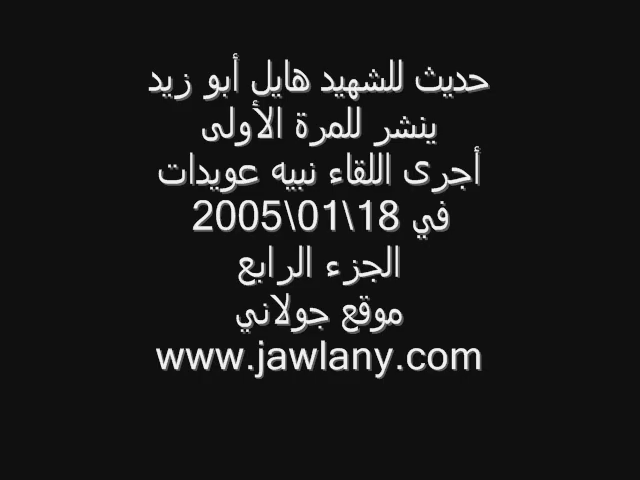 حديث للشهيد هايل أبو زيد
ينشر للمرة الأولى
أجرى اللقاء نبيه عويدات
في 18\01\2005
الجزء الرابع
موقع جولاني
www.jawlany.com